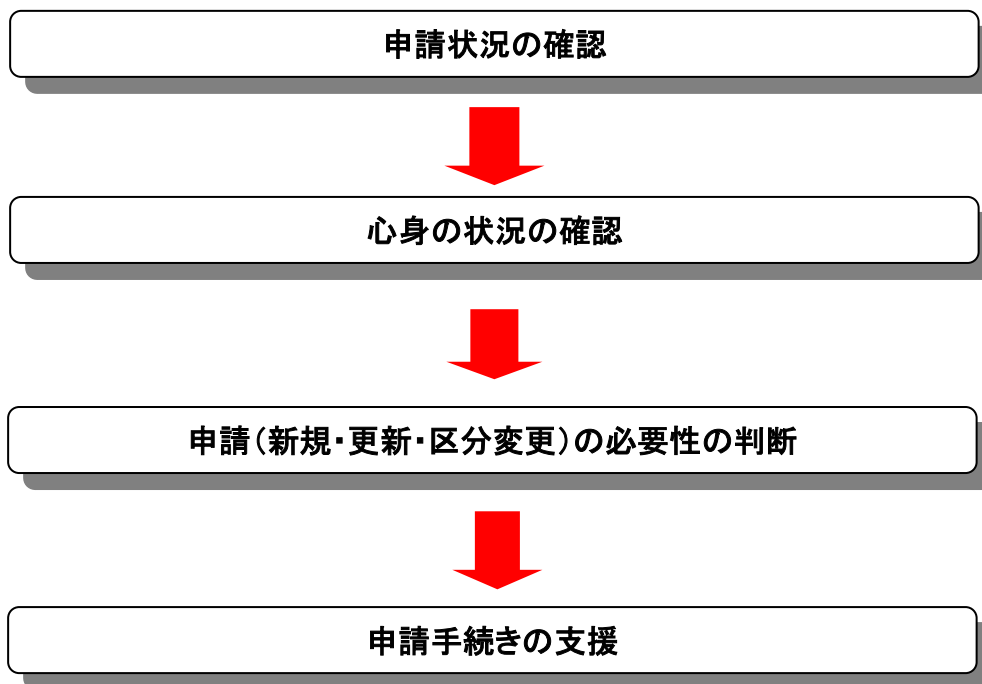 申請状況の確認
心身の状況の確認
申請（新規・更新・区分変更）の必要性の判断
申請手続きの支援